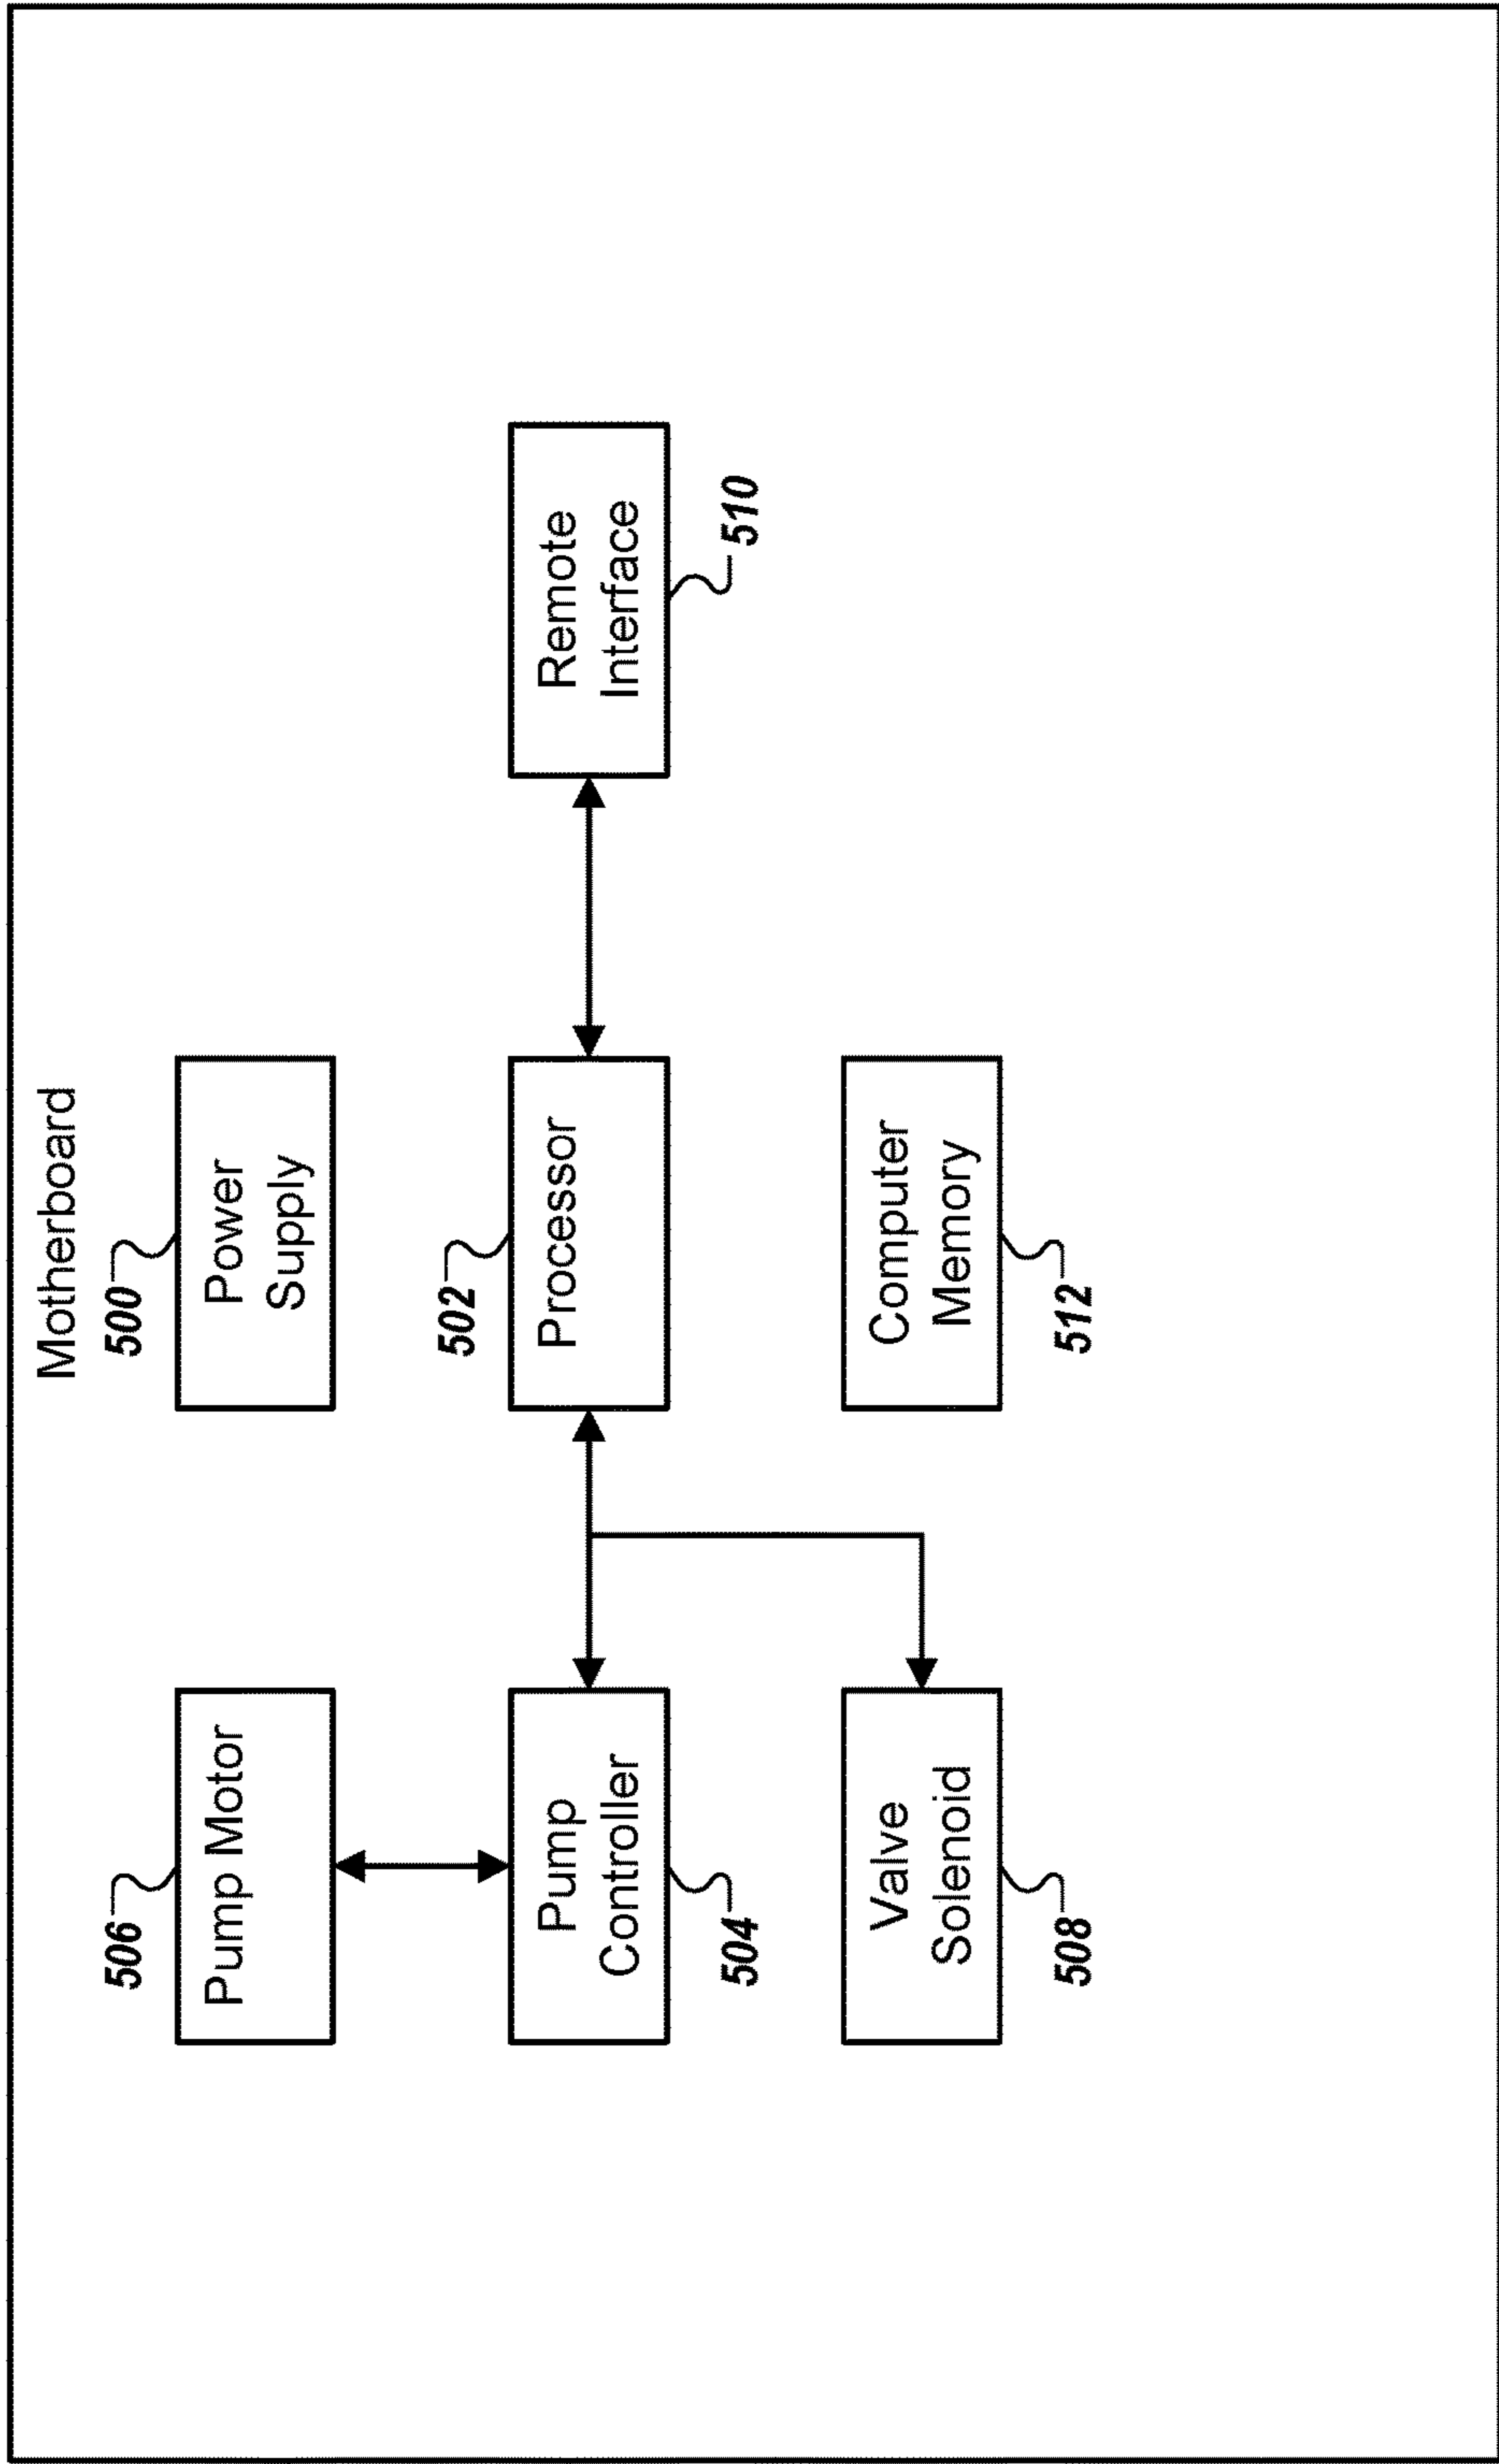 Motherboard
506
500
Pump Motor
Power
Supply
502
Pump
Controller
Processor
Remote
Interface
504
510
Valve
Solenoid
Computer
Memory
508
512